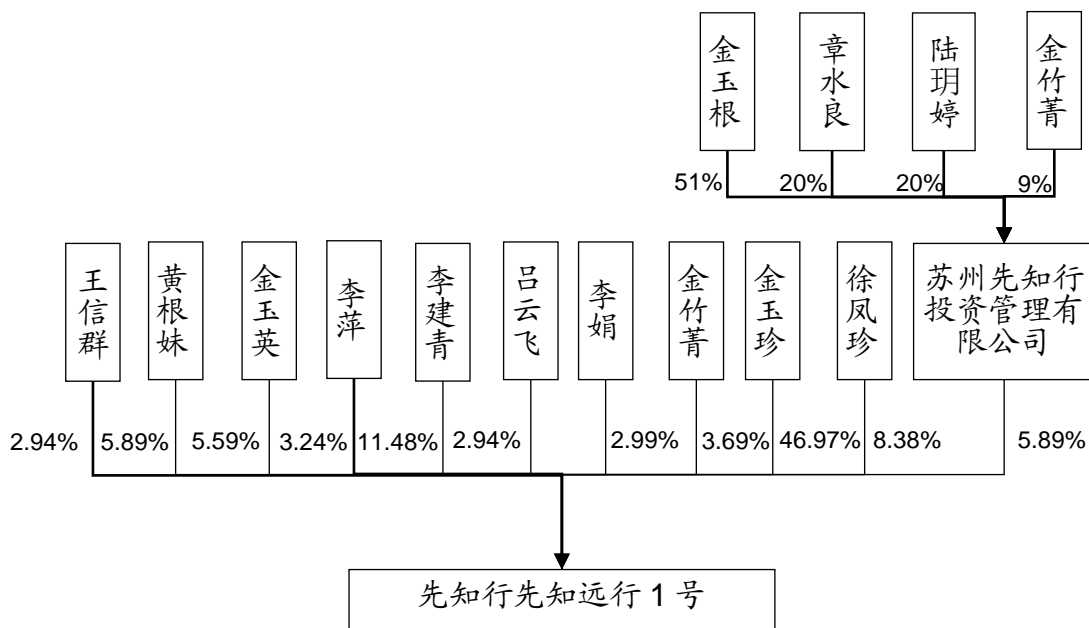 金玉根
章水良
陆玥婷
金竹菁
51%
20%
20%
9%
王信群
黄根妹
金玉英
李萍
李建青
吕云飞
李娟
金竹菁
金玉珍
徐凤珍
苏州先知行
投资管理有
限公司
2.94%
5.89%
5.59%
3.24%
11.48%
2.94%
2.99%
3.69%
46.97%
8.38%
5.89%
先知行先知远行 1 号